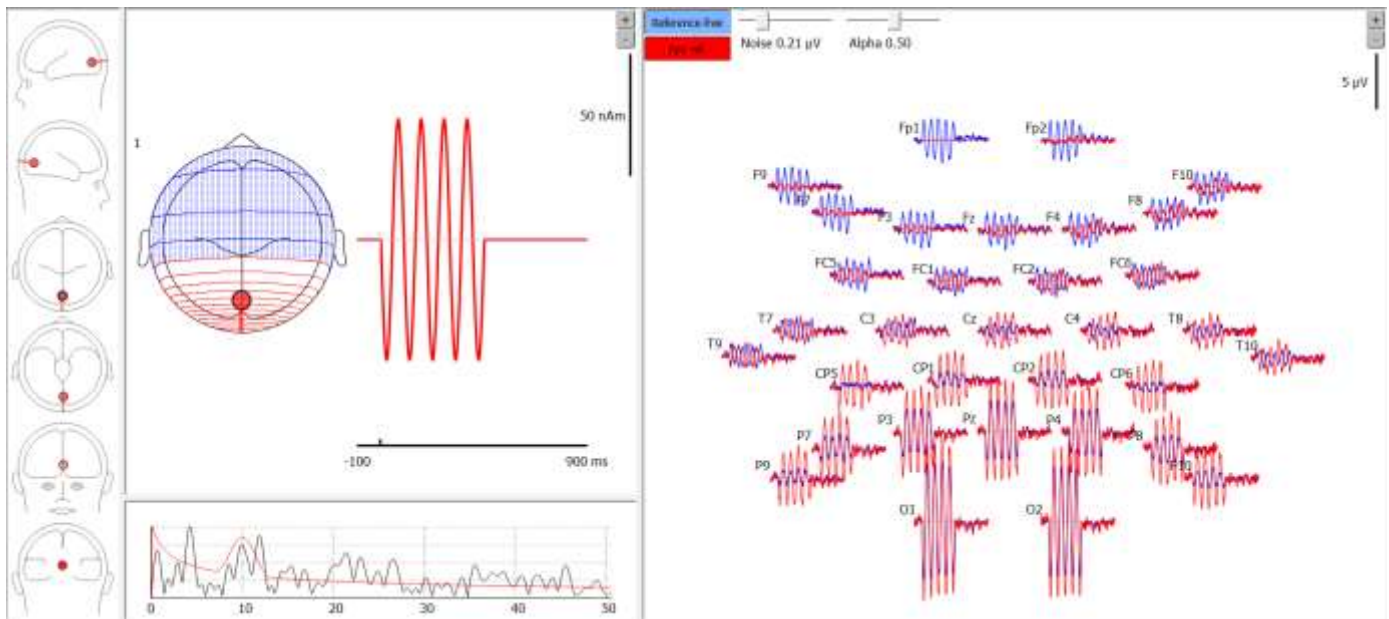 1
50 nAm
-100
900 ms
0
10
20
30
40
50
+
-
Reference-free
Noise 0.21 µV
Alpha 0.50
+
-
5 µV
Fp1
Fp2
F9
F10
F7
F8
F3
Fz
F4
FC5
FC1
FC2
FC6
T7
C3
Cz
C4
T8
T9
T10
CP5
CP1
CP2
CP6
P7
P3
Pz
P4
P8
P9
P10
O1
O2